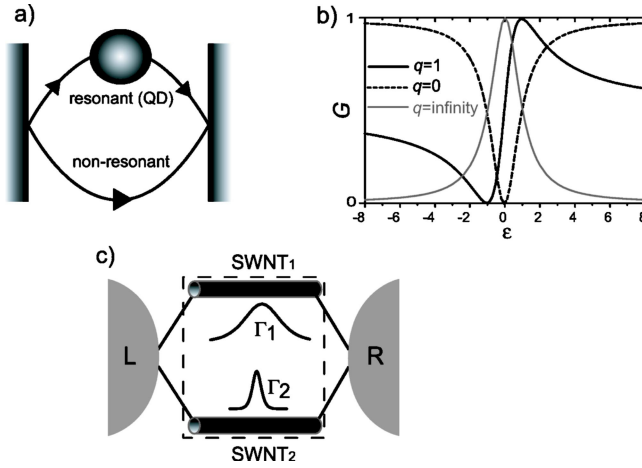 a)
resonant (QD)
non-resonant
b)
G
1
0
q=1
q=0
q=infinity
-8 -6 -4 -2 0 2 4 6 8
ε
c)
SWNT1
L
Γ1
R
Γ2
SWNT2